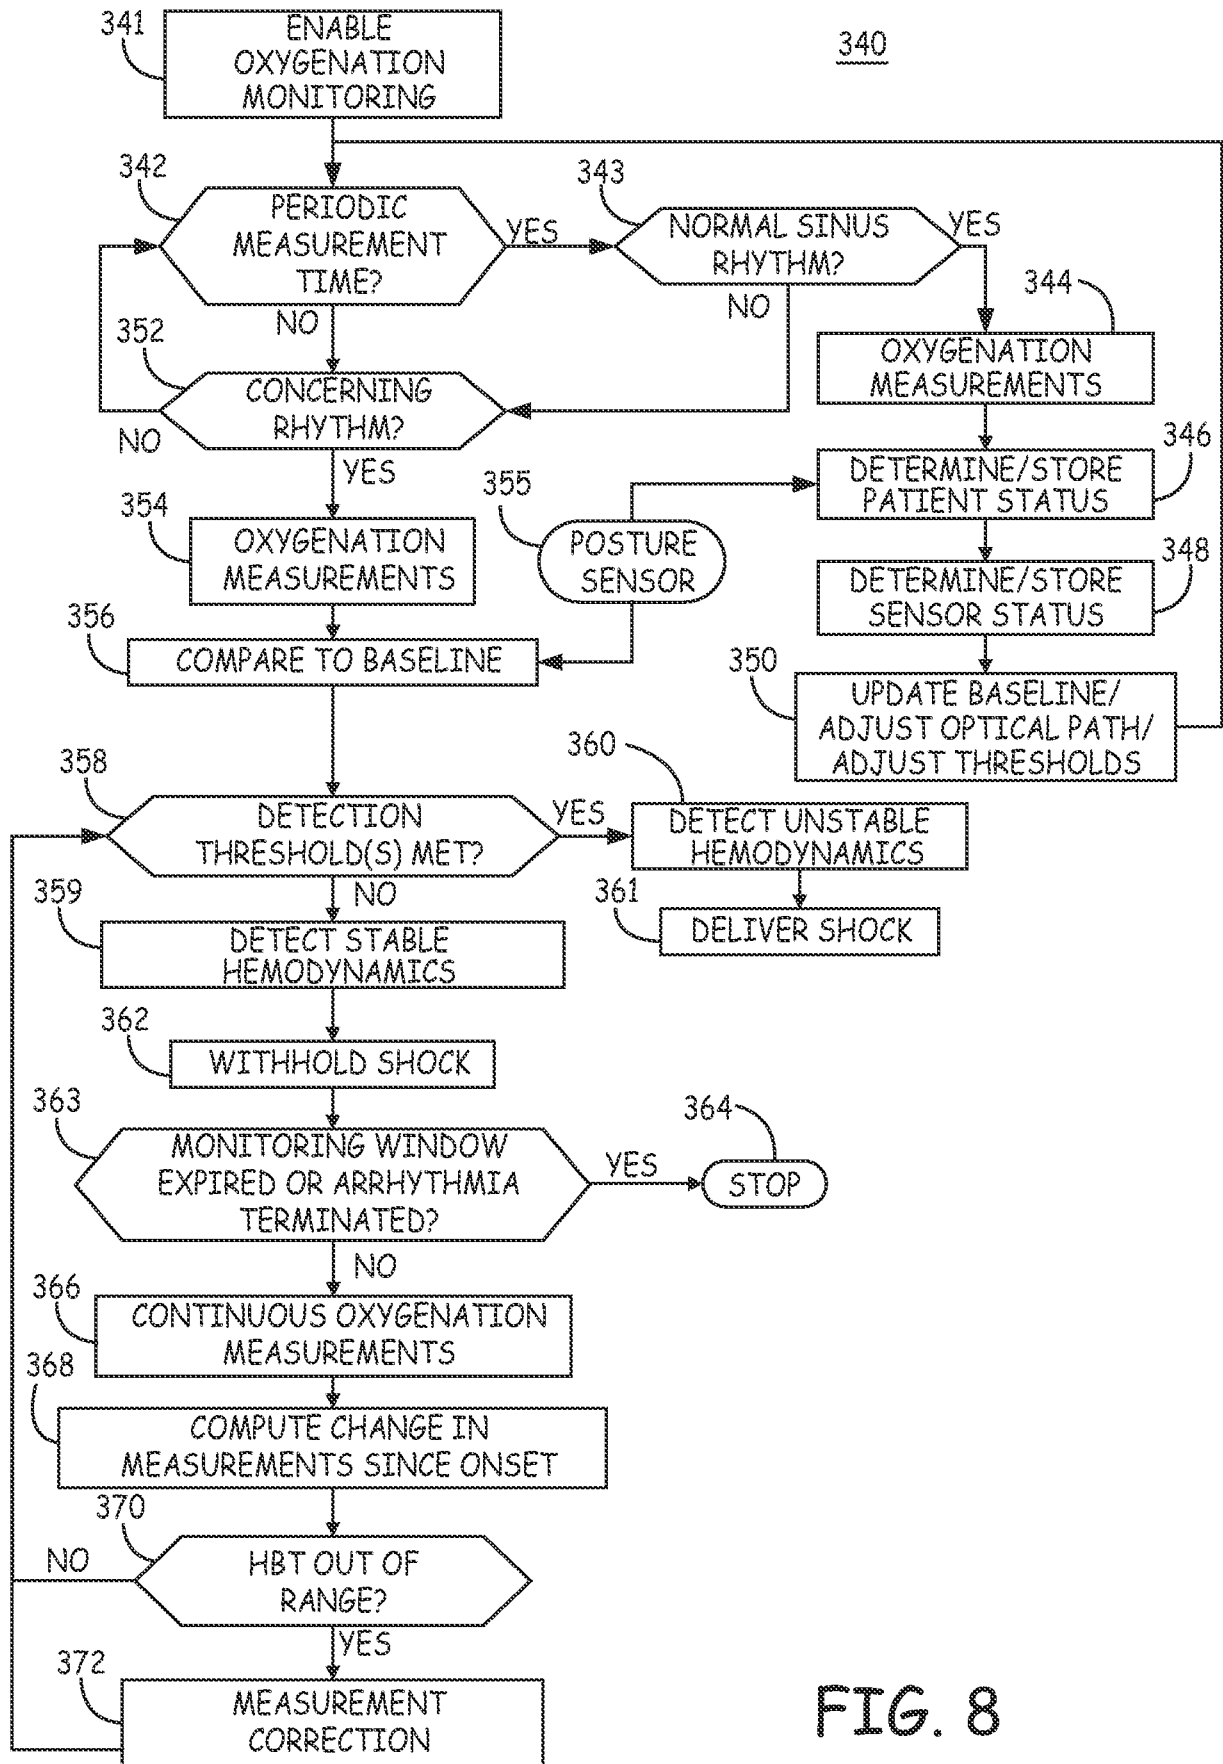 341
ENABLE
OXYGENATION
MONITORING
340
342
PERIODIC
MEASUREMENT
TIME?
YES
NO
343
NORMAL SINUS
RHYTHM?
YES
NO
344
OXYGENATION
MEASUREMENTS
352
CONCERNING
RHYTHM?
NO
YES
346
DETERMINE/STORE
PATIENT STATUS
354
OXYGENATION
MEASUREMENTS
355
POSTURE
SENSOR
348
DETERMINE/STORE
SENSOR STATUS
356
COMPARE TO BASELINE
350
UPDATE BASELINE/
ADJUST OPTICAL PATH/
ADJUST THRESHOLDS
358
DETECTION
THRESHOLD(S) MET?
YES
NO
360
DETECT UNSTABLE
HEMODYNAMICS
361
DELIVER SHOCK
359
DETECT STABLE
HEMODYNAMICS
362
WITHHOLD SHOCK
363
MONITORING WINDOW
EXPIRED OR ARRHYTHMIA
TERMINATED?
YES
NO
364
STOP
366
CONTINUOUS OXYGENATION
MEASUREMENTS
368
COMPUTE CHANGE IN
MEASUREMENTS SINCE ONSET
370
HBT OUT OF
RANGE?
NO
YES
372
MEASUREMENT
CORRECTION
FIG. 8